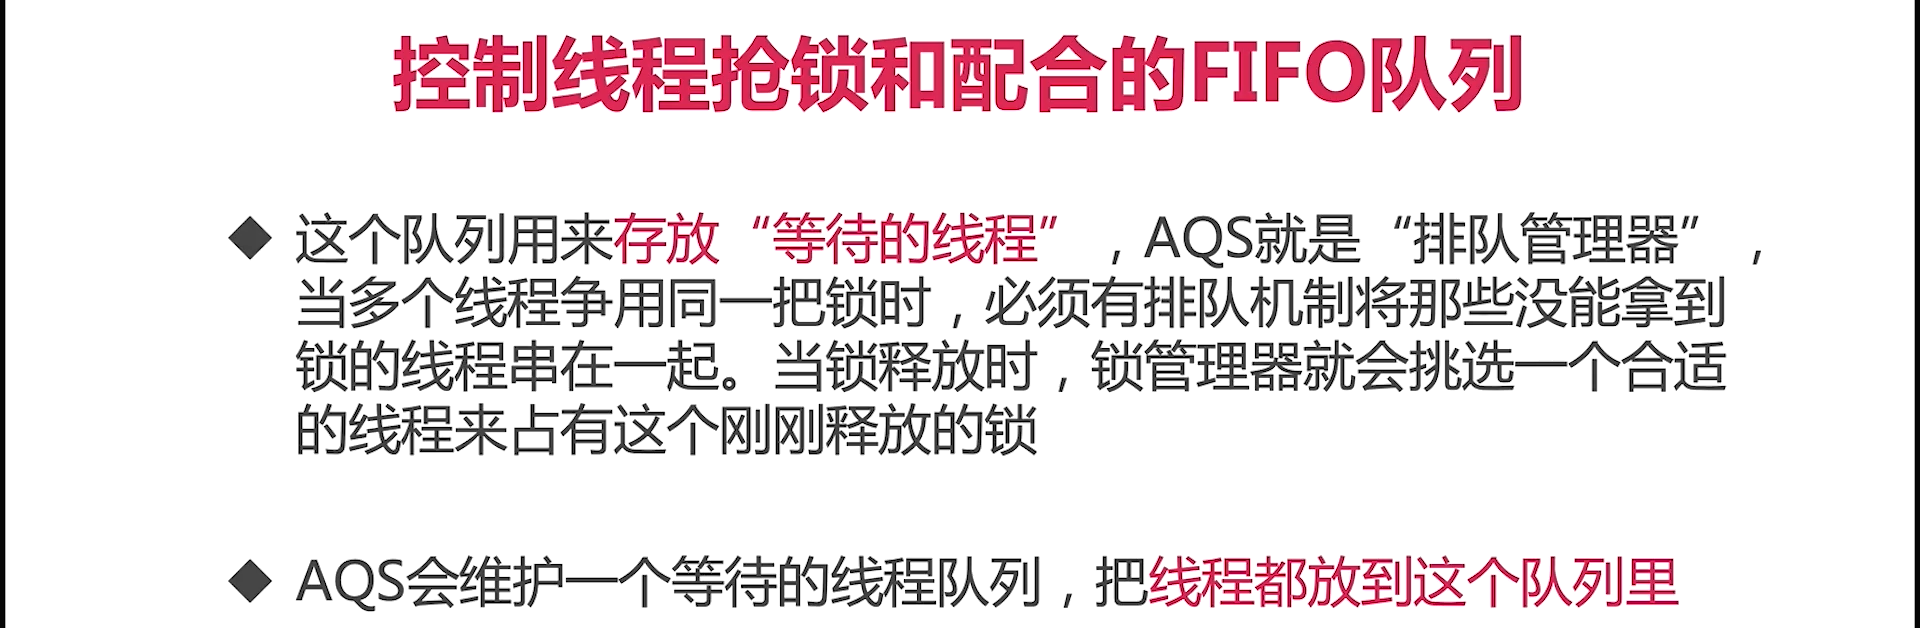 控制线程抢锁和配合的FIFO队列
◆ 这个队列用来存放“等待的线程”，AQS就是“排队管理器”，
当多个线程争用同一把锁时，必须有排队机制将那些没能拿到
锁的线程串在一起。当锁释放时，锁管理器就会挑选一个合适
的线程来占有这个刚刚释放的锁
◆ AQS会维护一个等待的线程队列，把线程都放到这个队列里